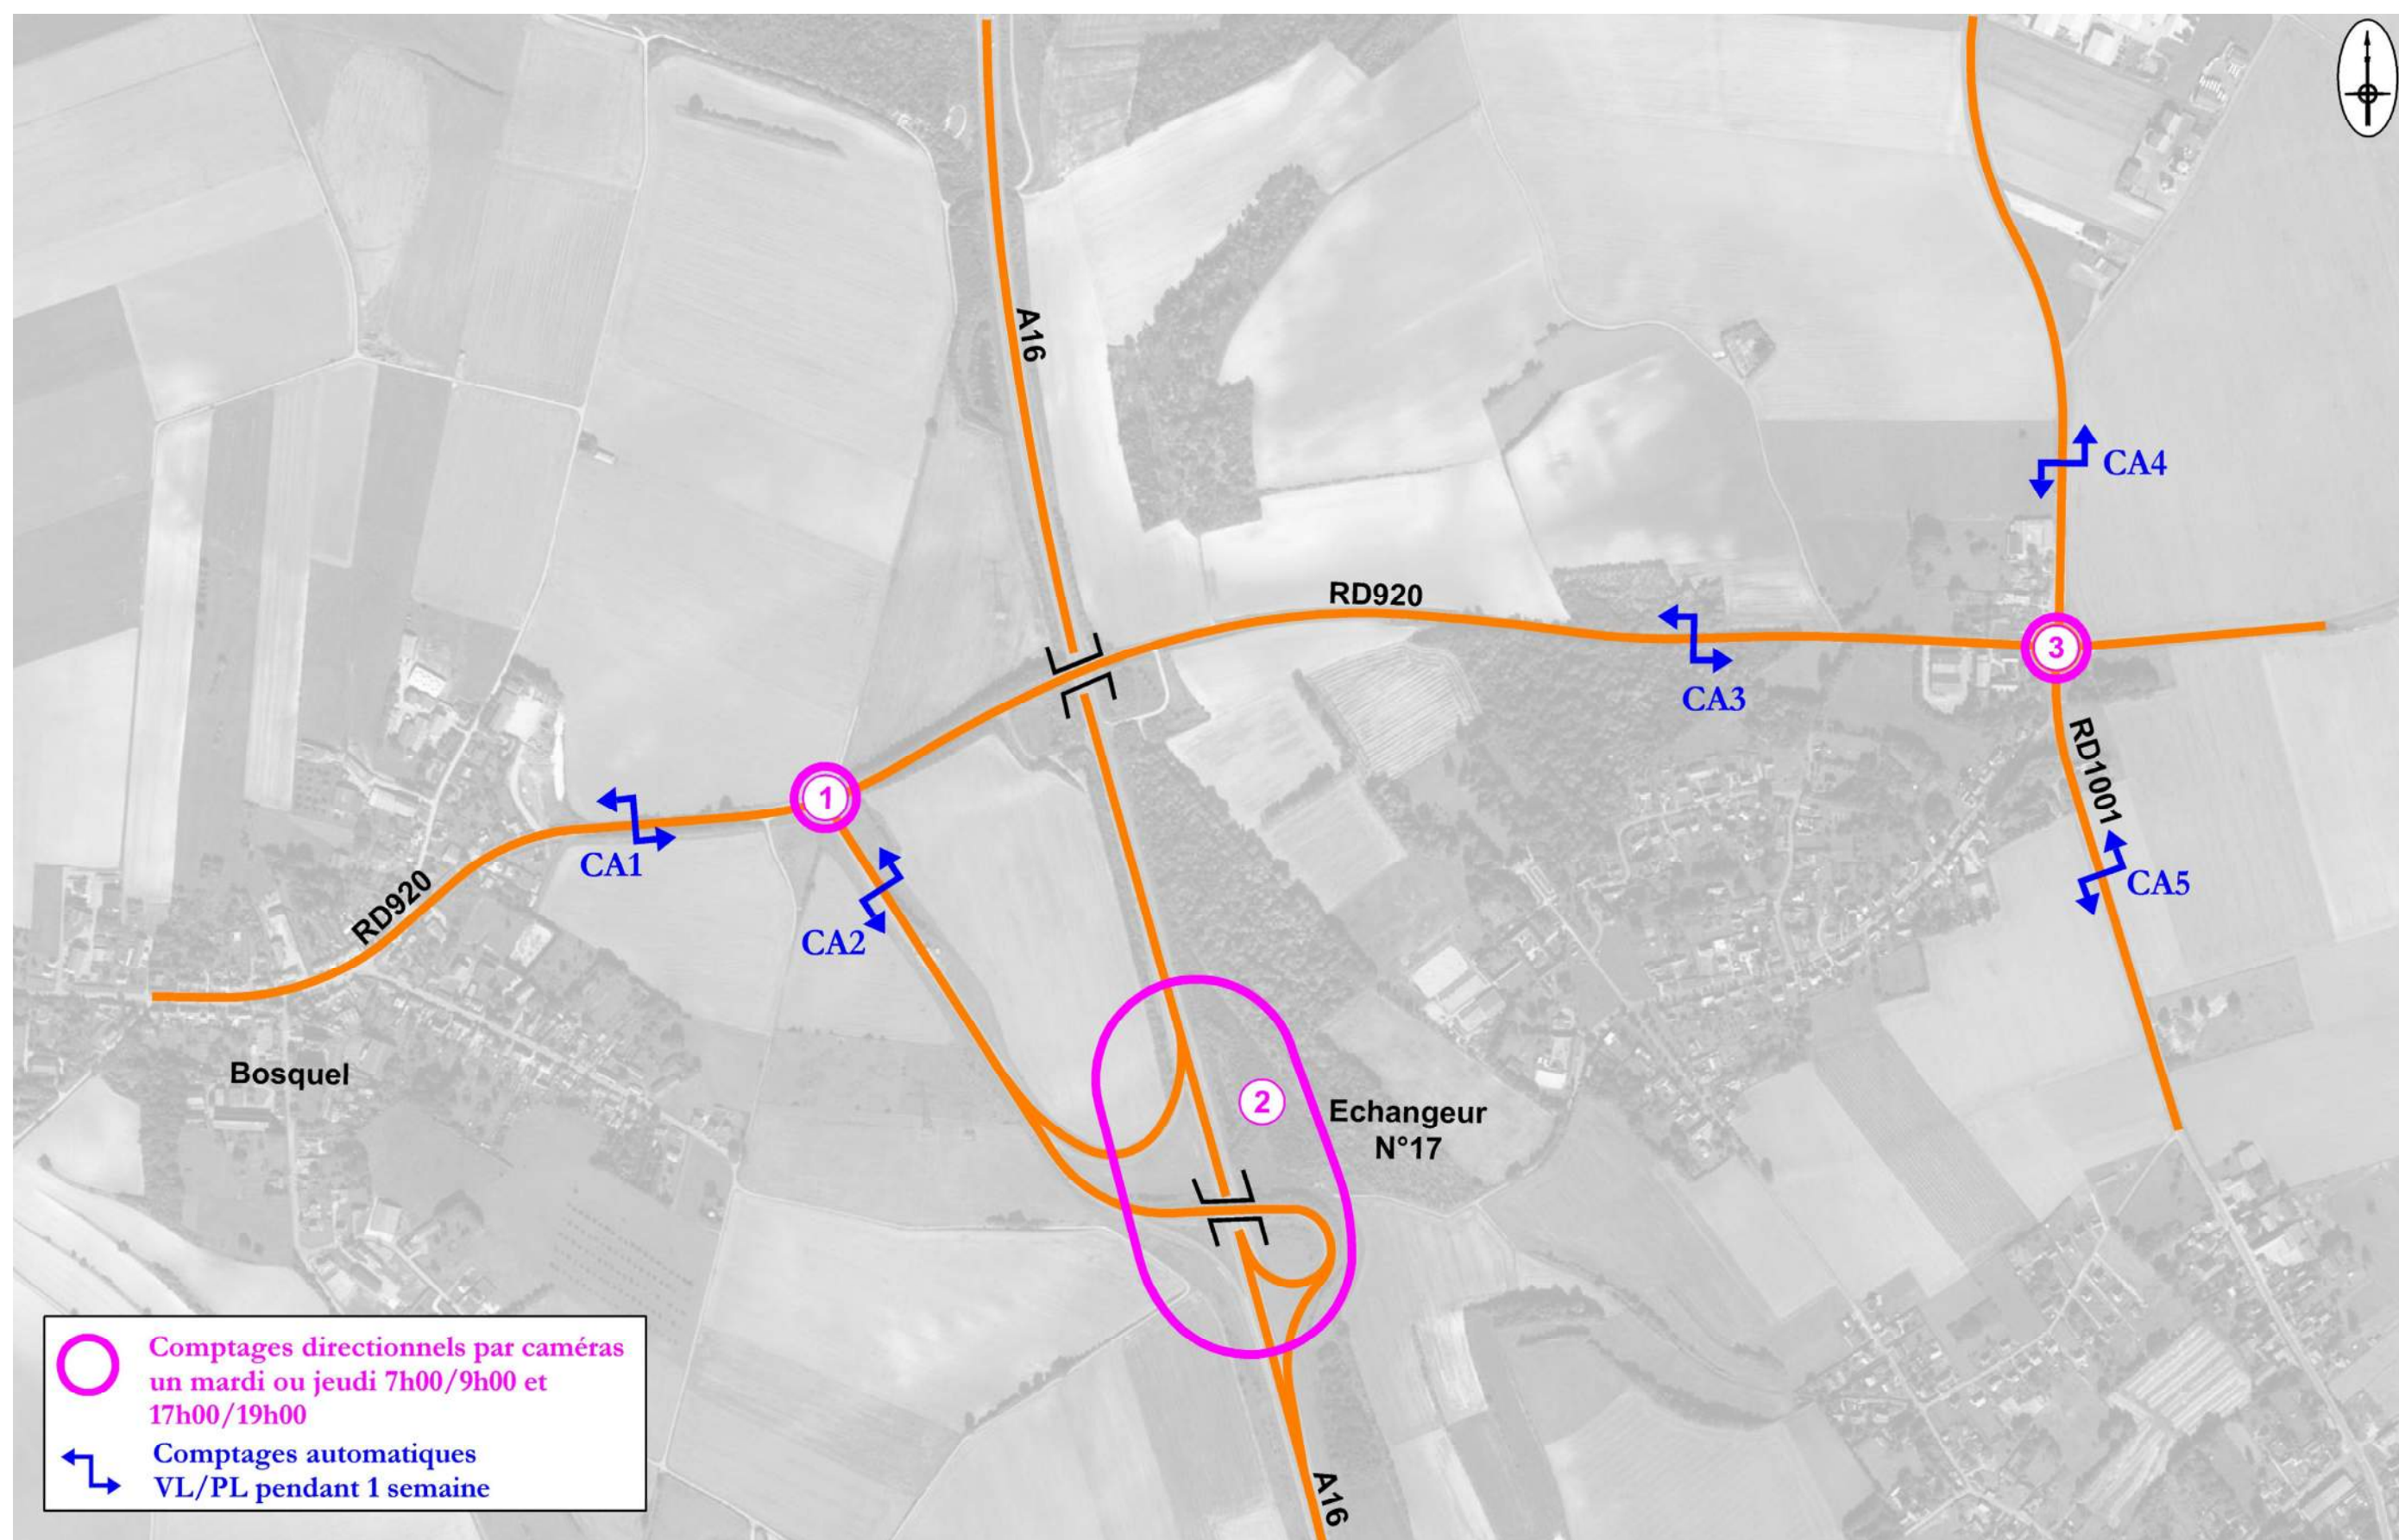 A16
CA4
RD920
CA3
3
RD1001
1
CA1
CA5
RD920
CA2
Bosquel
2
Echangeur
N°17
Comptages directionnels par caméras
un mardi ou jeudi 7h00/9h00 et
17h00/19h00
Comptages automatiques
VL/PL pendant 1 semaine
A16